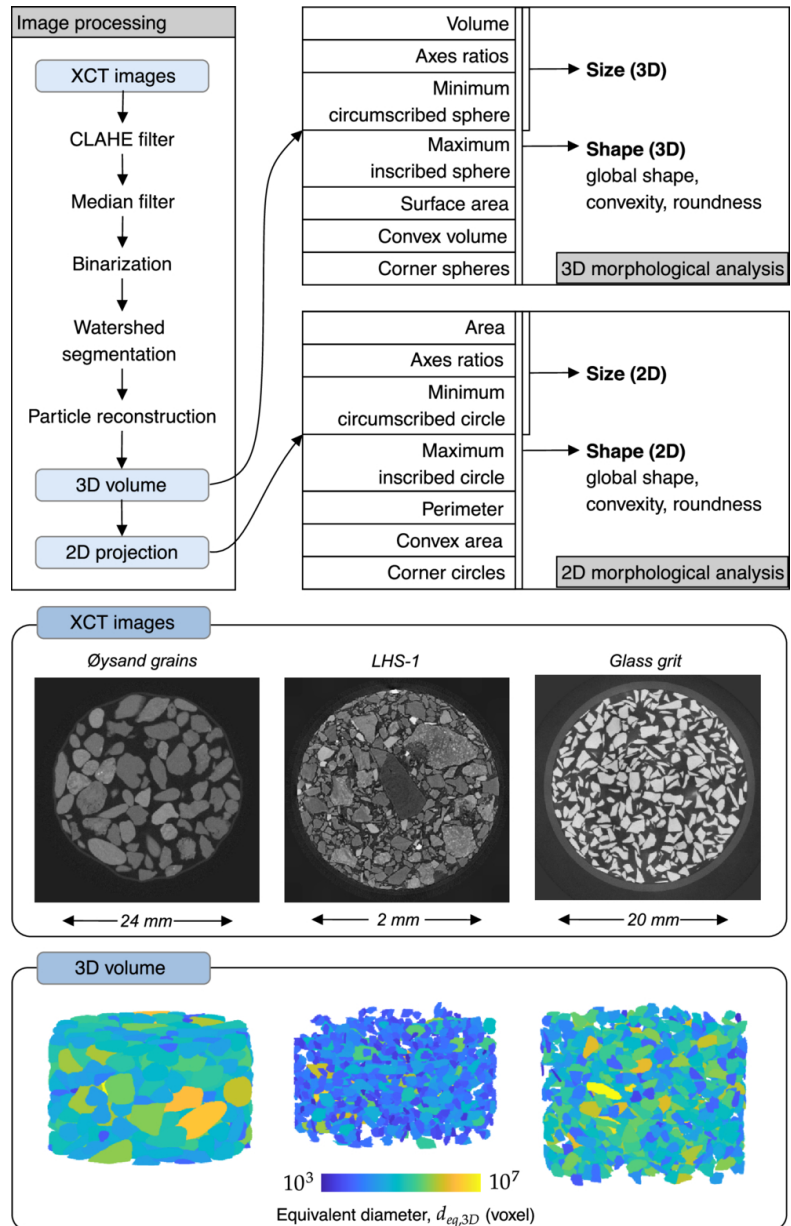 Image processing
XCT images
CLAHE filter
Median filter
Binarization
Watershed
segmentation
Particle reconstruction
3D volume
2D projection
Volume
Axes ratios
Minimum
circumscribed sphere
Maximum
inscribed sphere
Surface area
Convex volume
Corner spheres
Size (3D)
Shape (3D)
global shape,
convexity, roundness
3D morphological analysis
Area
Axes ratios
Minimum
circumscribed circle
Maximum
inscribed circle
Perimeter
Convex area
Corner circles
Size (2D)
Shape (2D)
global shape,
convexity, roundness
2D morphological analysis
XCT images
Øysand grains
LHS-1
Glass grit
24 mm
2 mm
20 mm
3D volume
10³
10⁷
Equivalent diameter, d_{eq,3D} (voxel)